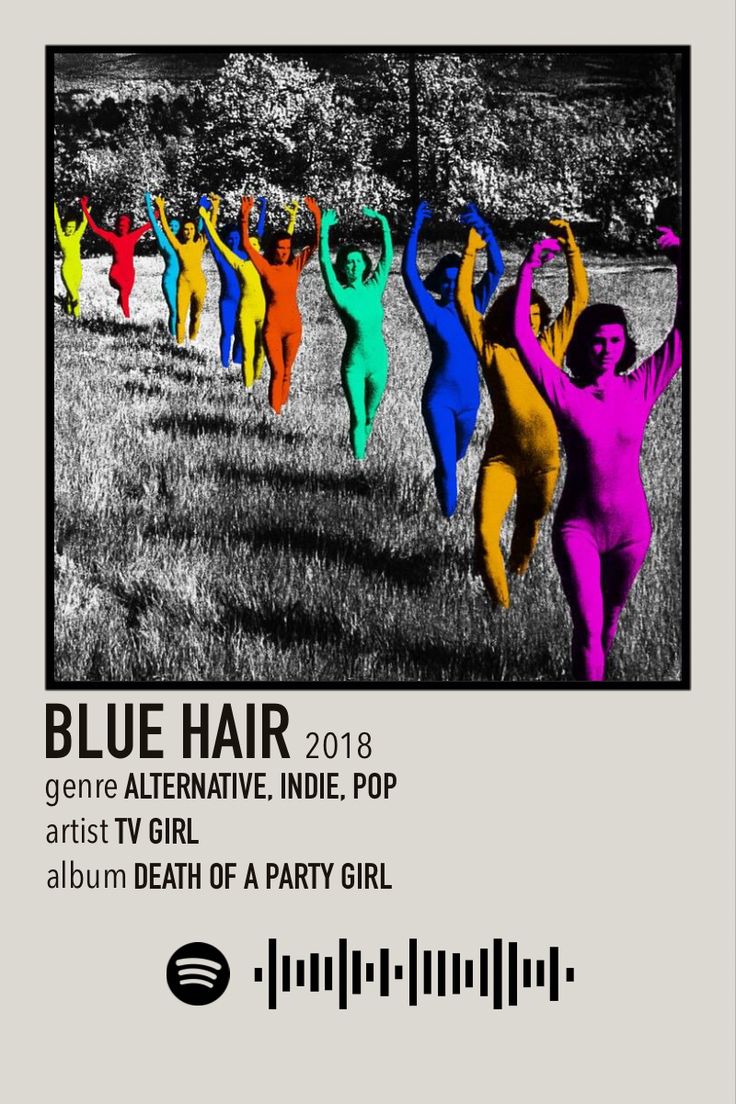 BLUE HAIR 2018
genre ALTERNATIVE, INDIE, POP
artist TV GIRL
album DEATH OF A PARTY GIRL